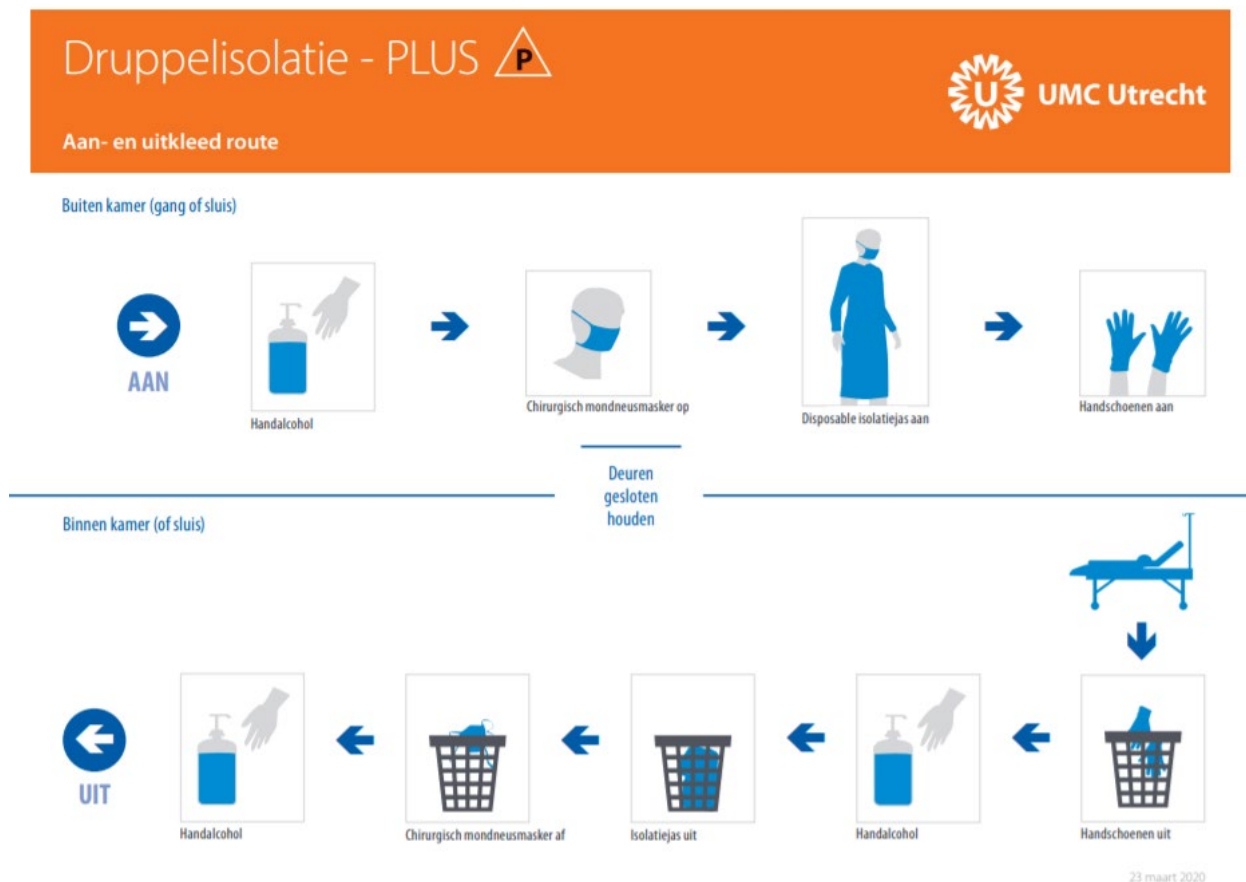 Druppelisolatie - PLUS P
U UMC Utrecht
Aan- en uitkleed route
Buiten kamer (gang of sluis)
AAN
Handalcohol
Chirurgisch mondneusmasker op
Disposable isolatiejas aan
Handschoenen aan
Deuren
gesloten
houden
Binnen kamer (of sluis)
UIT
Handalcohol
Chirurgisch mondneusmasker af
Isolatiejas uit
Handalcohol
Handschoenen uit
23 maart 2020